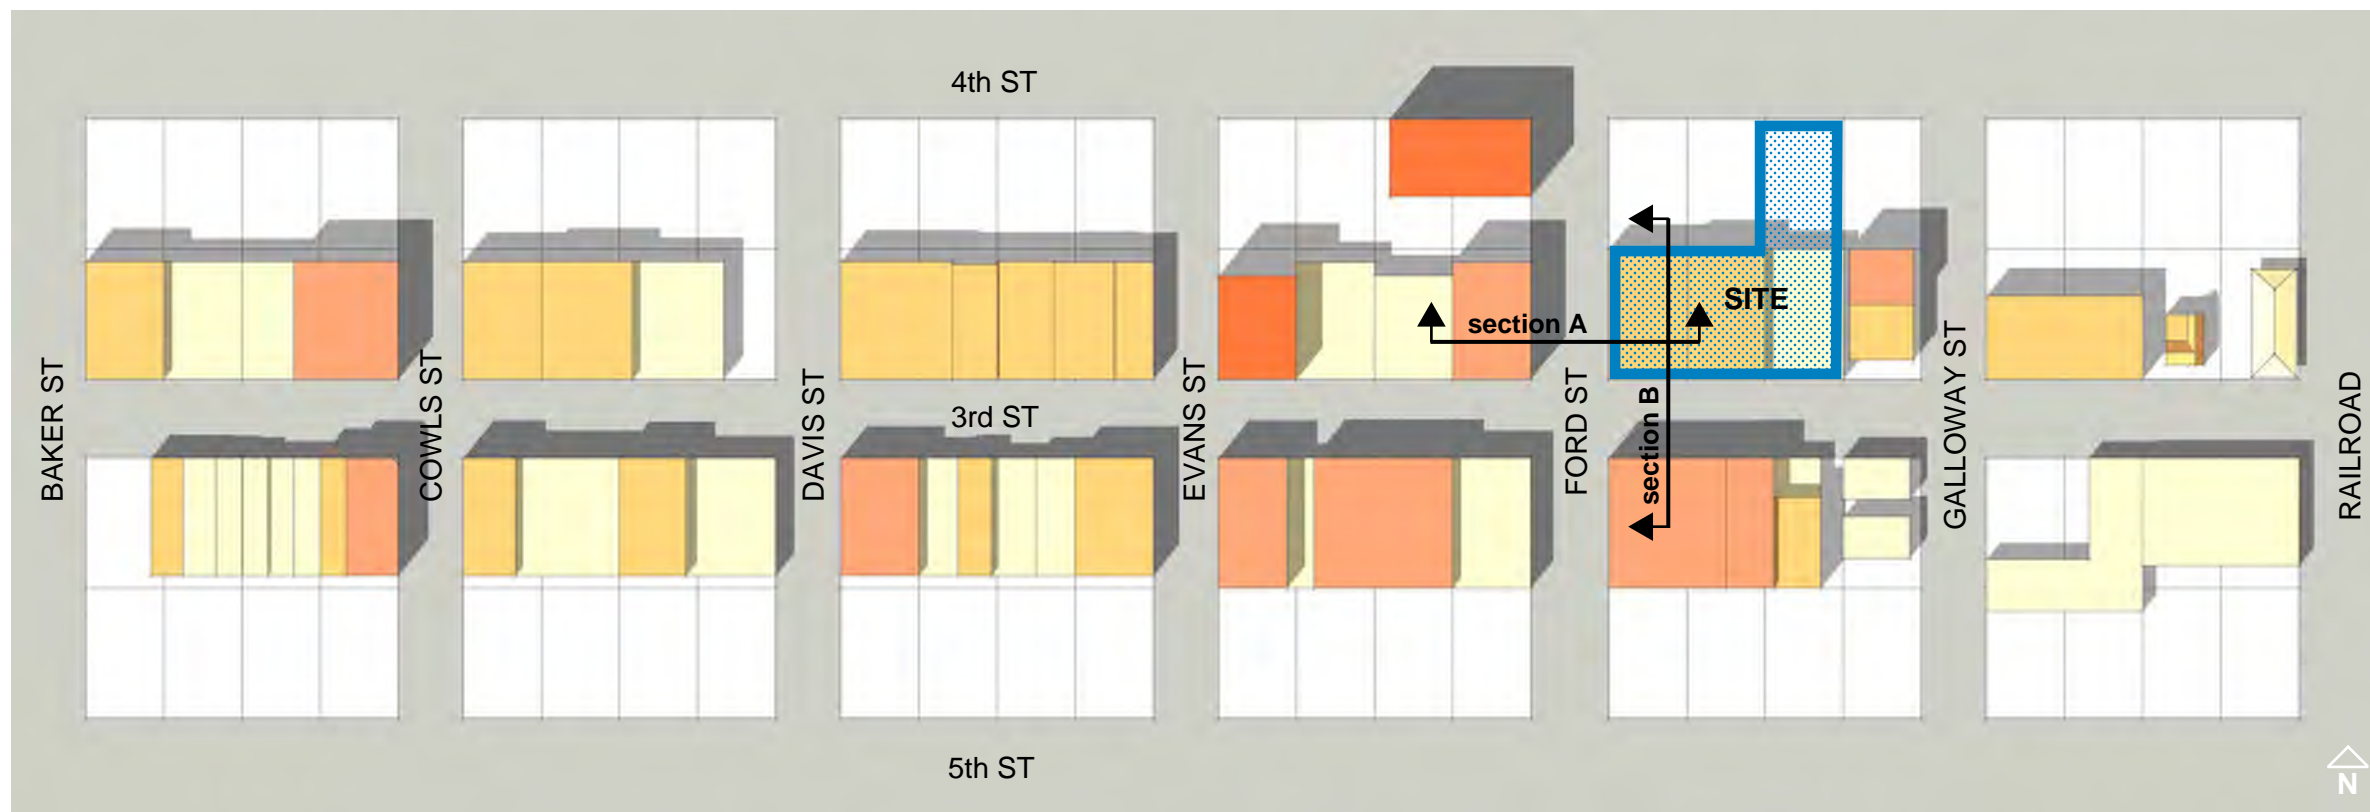 4th ST
SITE
section A
BAKER ST
COWLS ST
DAVIS ST
EVANS ST
FORD ST
GALLOWAY ST
RAILROAD
3rd ST
section B
5th ST
N